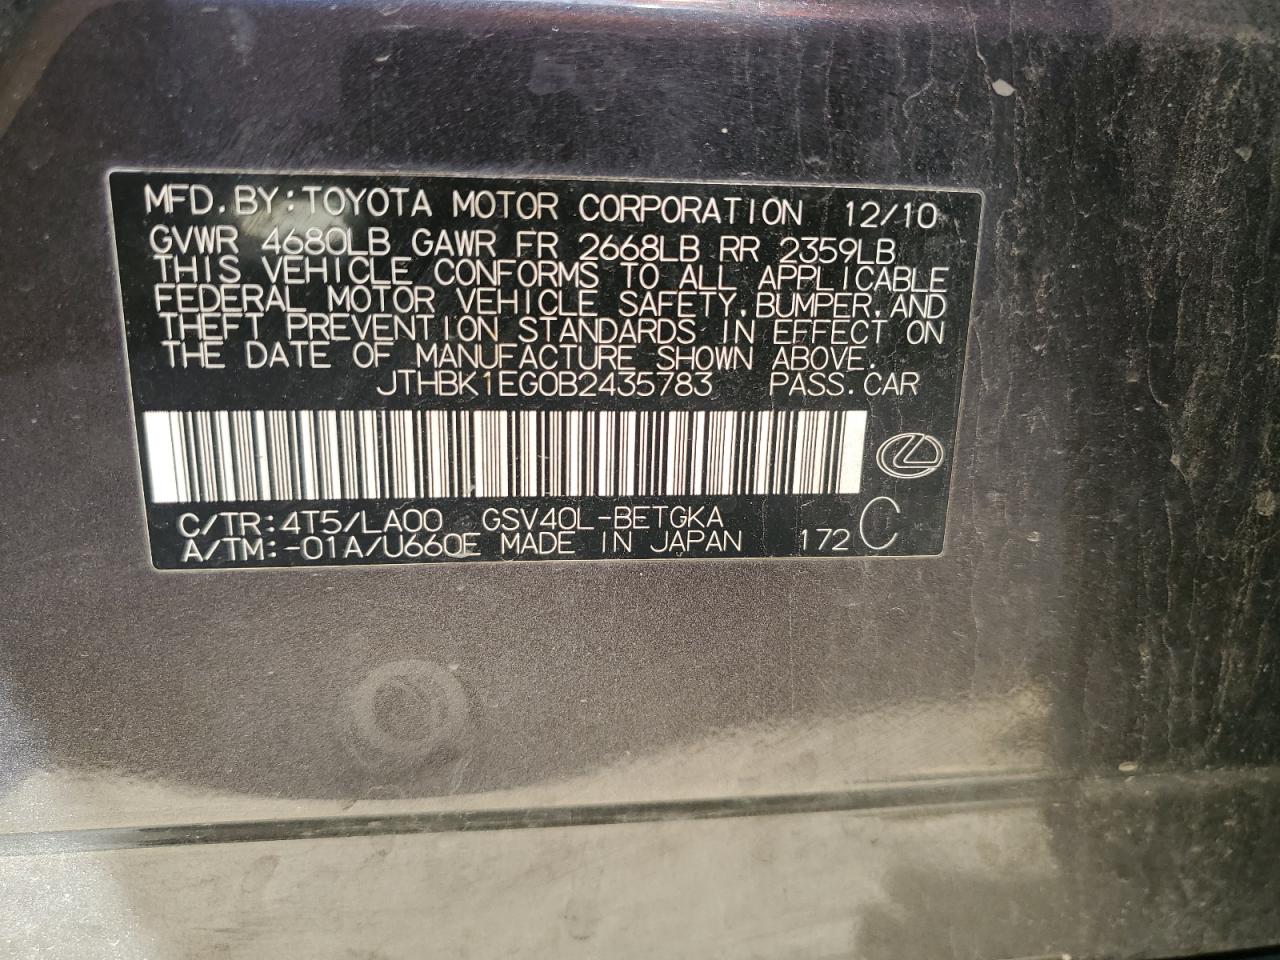 MFD. BY: TOYOTA MOTOR CORPORATION 12/10
GVWR 4680LB GAWR FR 2668LB RR 2359LB
THIS VEHICLE CONFORMS TO ALL APPLICABLE
FEDERAL MOTOR VEHICLE SAFETY, BUMPER, AND
THEFT PREVENTION STANDARDS IN EFFECT ON
THE DATE OF MANUFACTURE SHOWN ABOVE.
JTHBK1EG0B2435783 PASS. CAR
C/TR: 4T5/LA00 GSV40L-BETGKA
A/TM: -01A/U660E MADE IN JAPAN 172 C